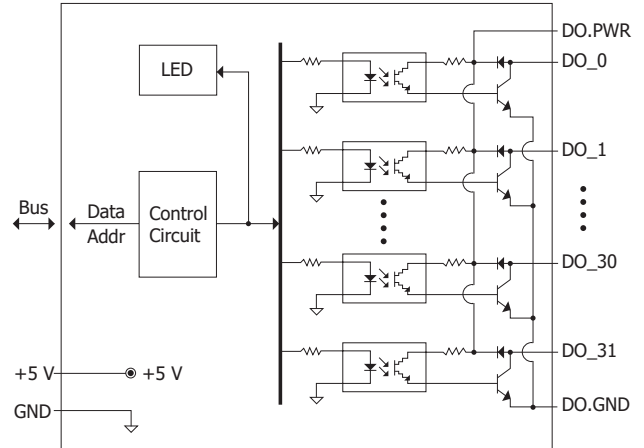 DO.PWR
LED
DO_0
DO_1
Bus
Data
Addr
Control
Circuit
DO_30
DO_31
+5 V
+5 V
GND
DO.GND